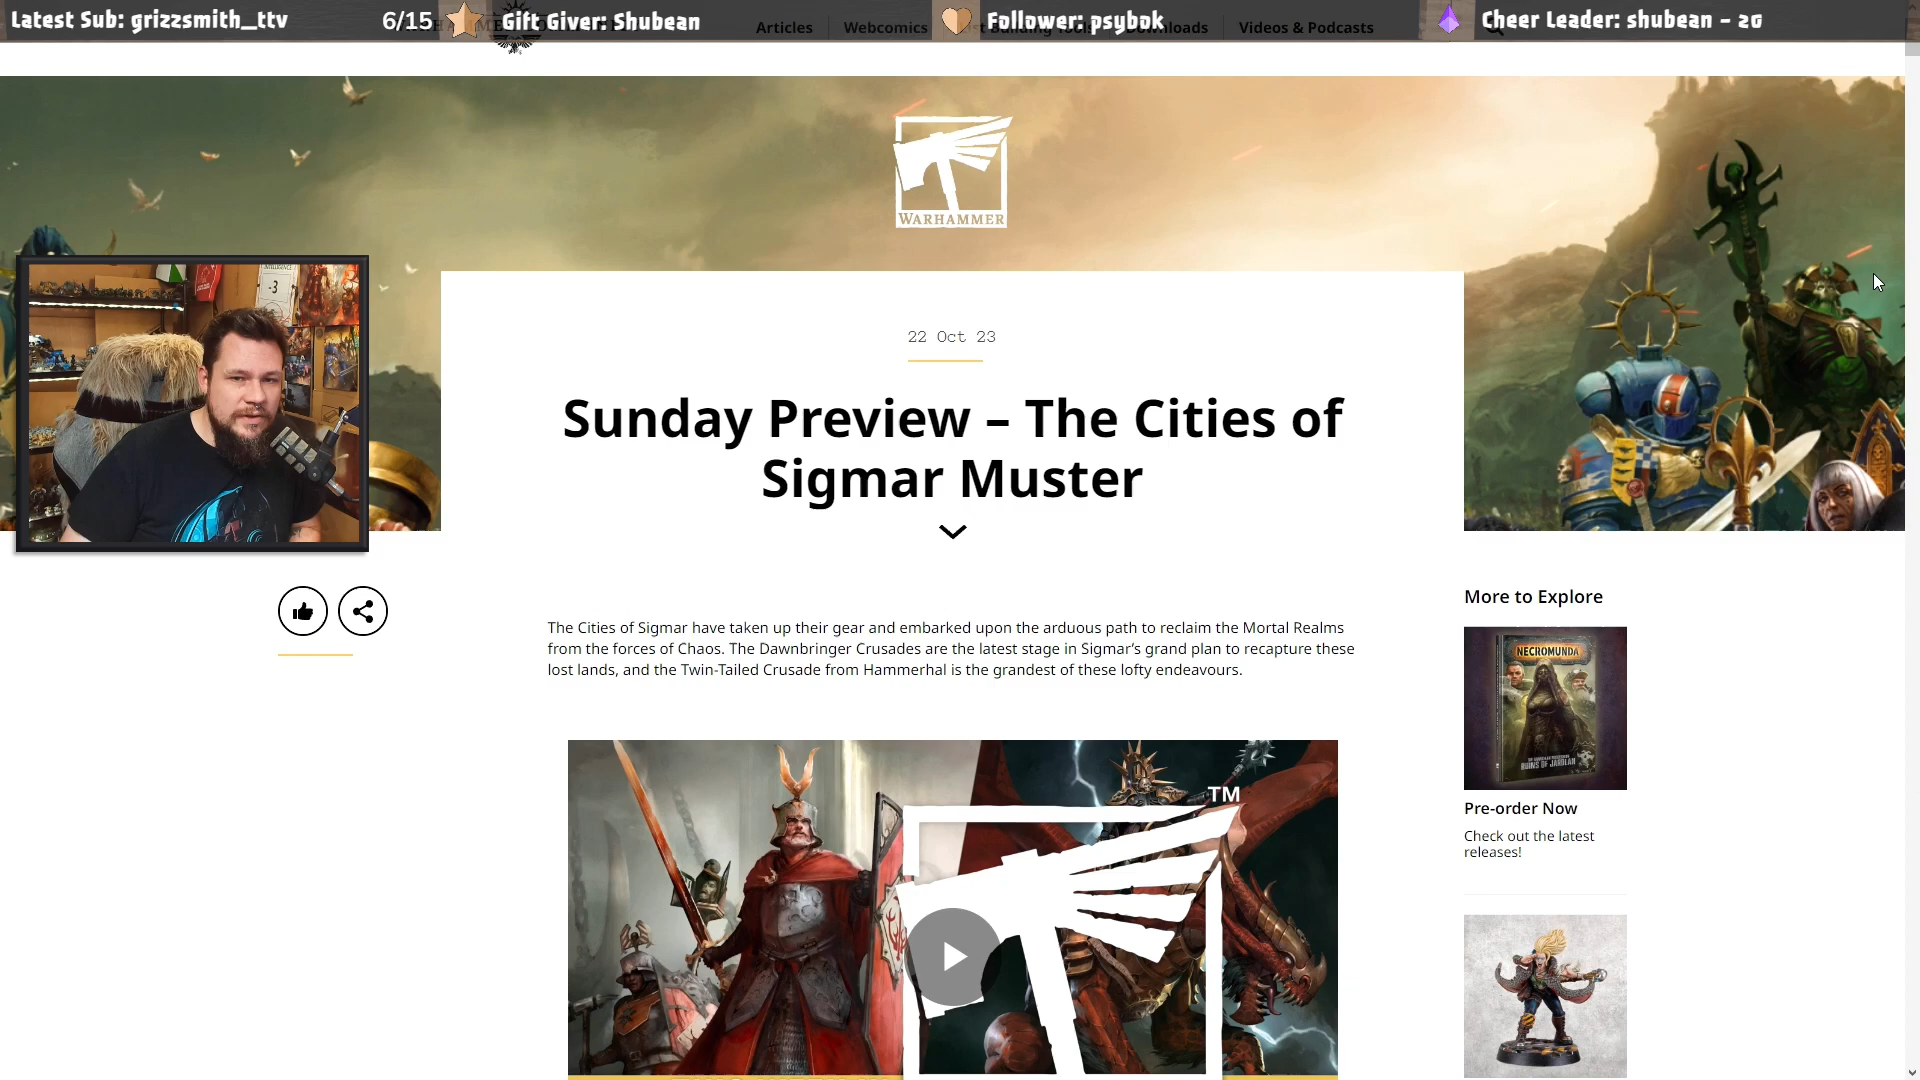 Latest Sub: grizzsmith_ttv
6/15
Gift Giver: Shubean
Follower: psybok
Cheer Leader: shubean - 20
Articles
Webcomics
Downloads
Videos & Podcasts
WARHAMMER
-3
22 Oct 23
Sunday Preview – The Cities of
Sigmar Muster
The Cities of Sigmar have taken up their gear and embarked upon the arduous path to reclaim the Mortal Realms
from the forces of Chaos. The Dawnbringer Crusades are the latest stage in Sigmar's grand plan to recapture these
lost lands, and the Twin-Tailed Crusade from Hammerhal is the grandest of these lofty endeavours.
TM
More to Explore
NECROMUNDA
RUINS OF JARDLAN
Pre-order Now
Check out the latest
releases!